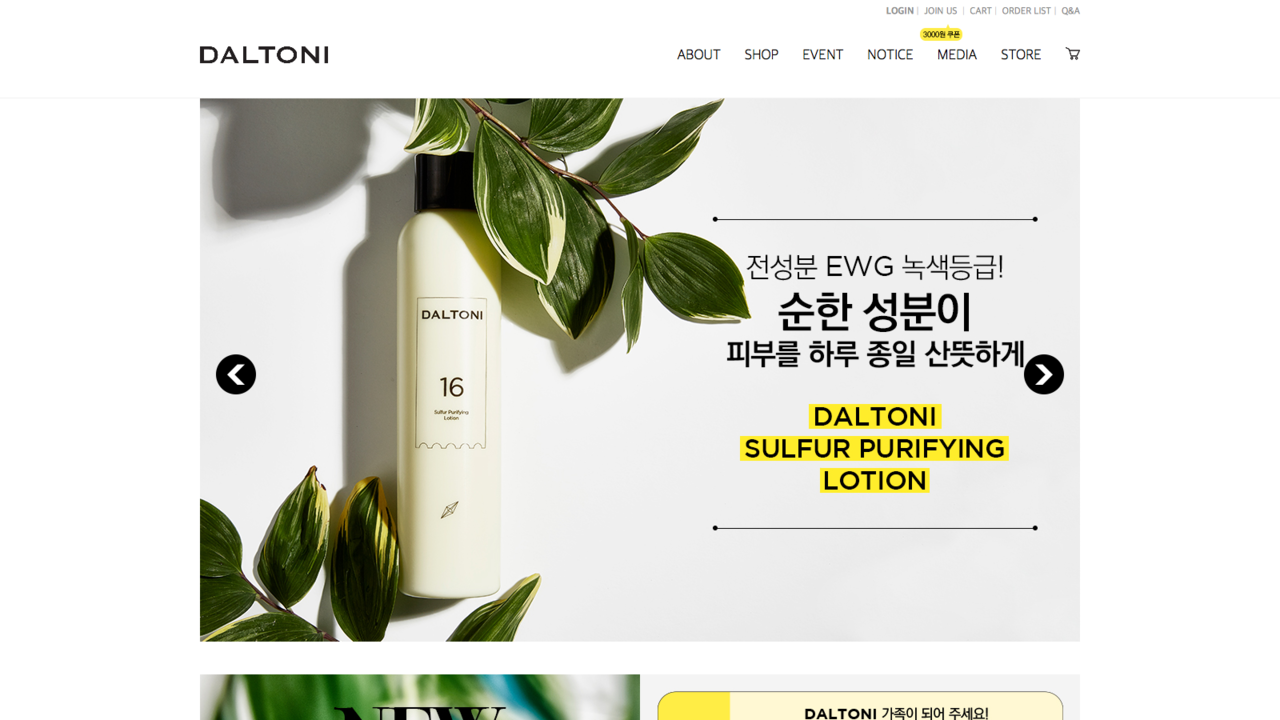 LOGIN | JOIN US | CART | ORDER LIST | Q&A
3000원 쿠폰
DALTONI
ABOUT SHOP EVENT NOTICE MEDIA STORE
전성분 EWG 녹색등급!
순한 성분이
피부를 하루 종일 산뜻하게
DALTONI
SULFUR PURIFYING
LOTION
DALTONI
16
Sulfur Purifying
Lotion
NEW
DALTONI 가족이 되어 주세요!